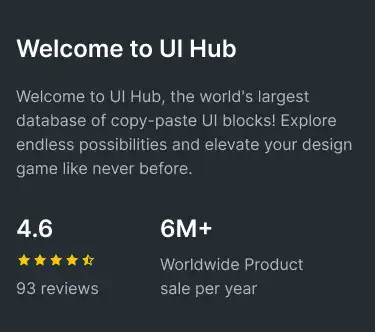 Welcome to UI Hub
Welcome to UI Hub, the world's largest
database of copy-paste UI blocks! Explore
endless possibilities and elevate your design
game like never before.
4.6
93 reviews
6M+
Worldwide Product
sale per year